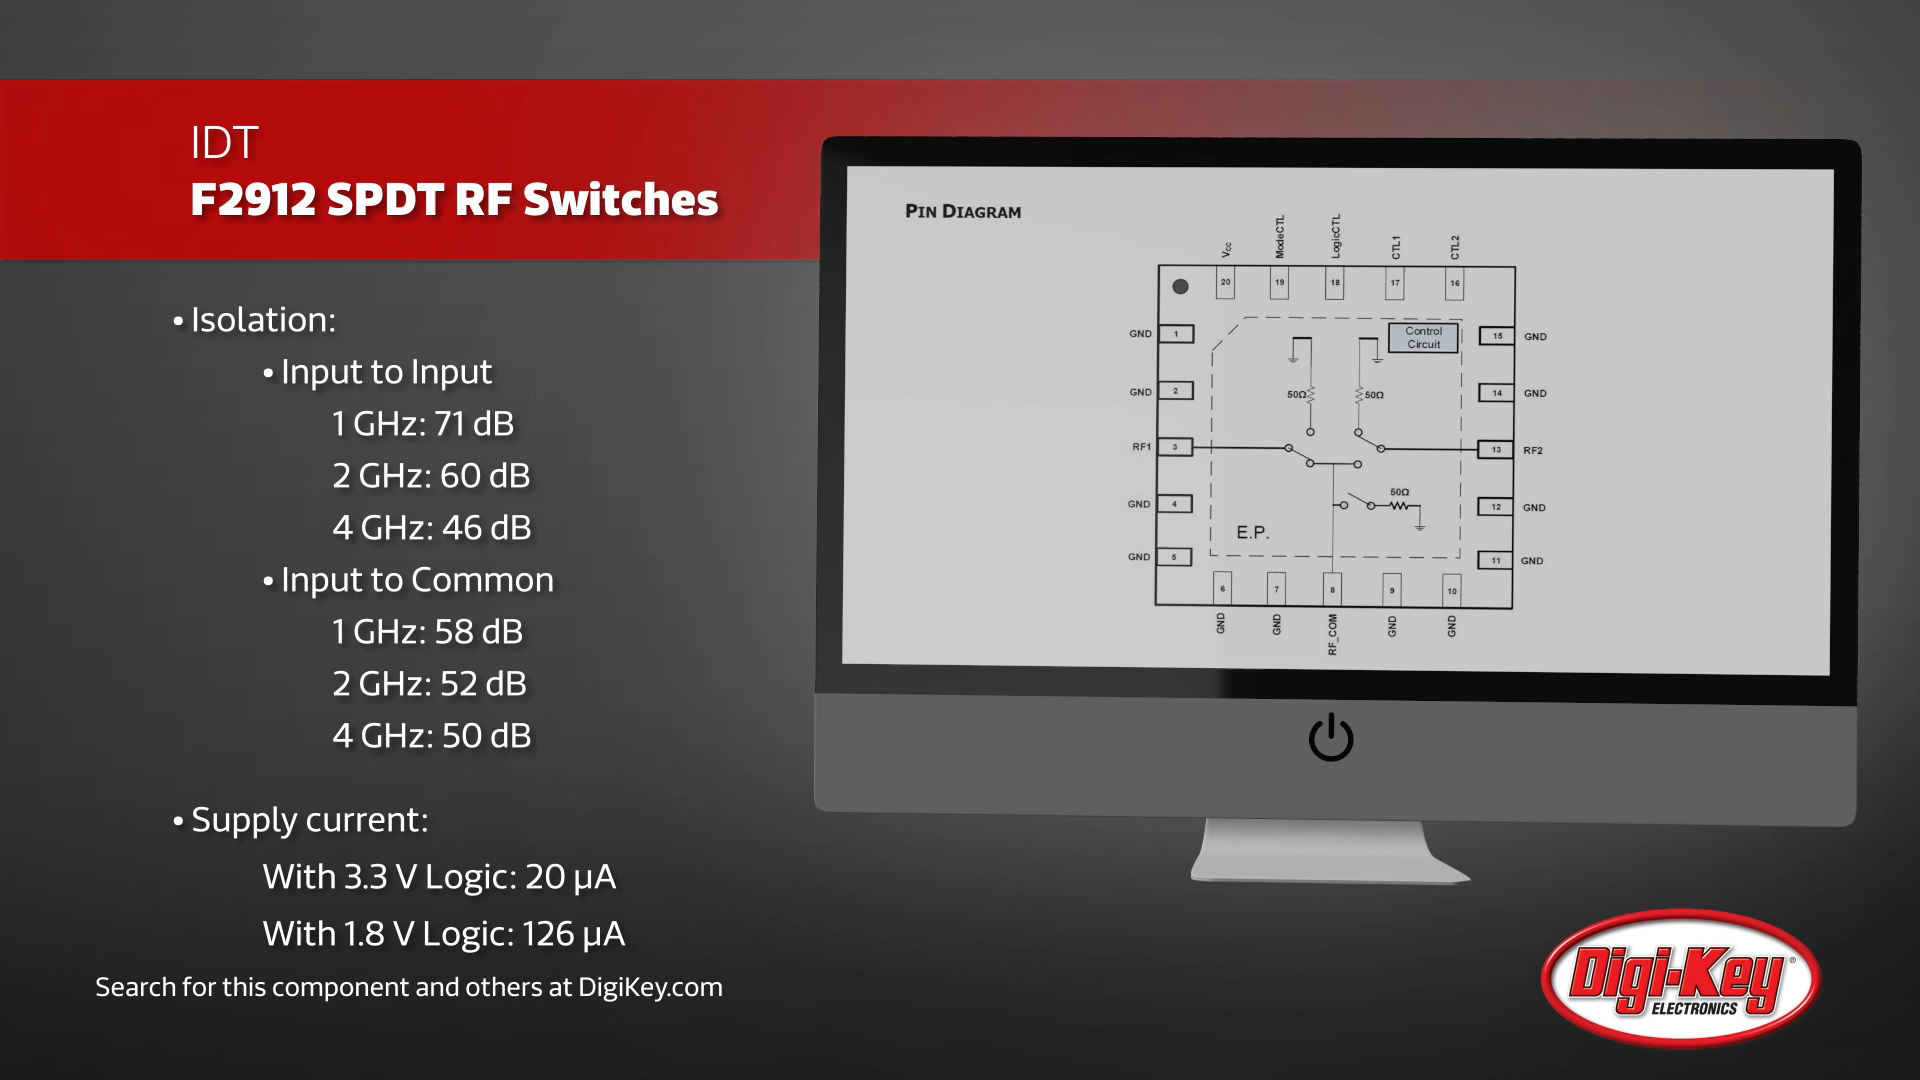 IDT
F2912 SPDT RF Switches
• Isolation:
• Input to Input
1 GHz: 71 dB
2 GHz: 60 dB
4 GHz: 46 dB
• Input to Common
1 GHz: 58 dB
2 GHz: 52 dB
4 GHz: 50 dB
• Supply current:
With 3.3 V Logic: 20 µA
With 1.8 V Logic: 126 µA
Search for this component and others at DigiKey.com
PIN DIAGRAM
Vcc
ModeCTL
LogicCTL
CTL1
CTL2
20
19
18
17
16
GND 1
GND 2
RF1 3
GND 4
GND 5
Control
Circuit
50Ω
50Ω
50Ω
E.P.
15 GND
14 GND
13 RF2
12 GND
11 GND
6
7
8
9
10
GND
GND
RF_COM
GND
GND
Digi-Key®
ELECTRONICS